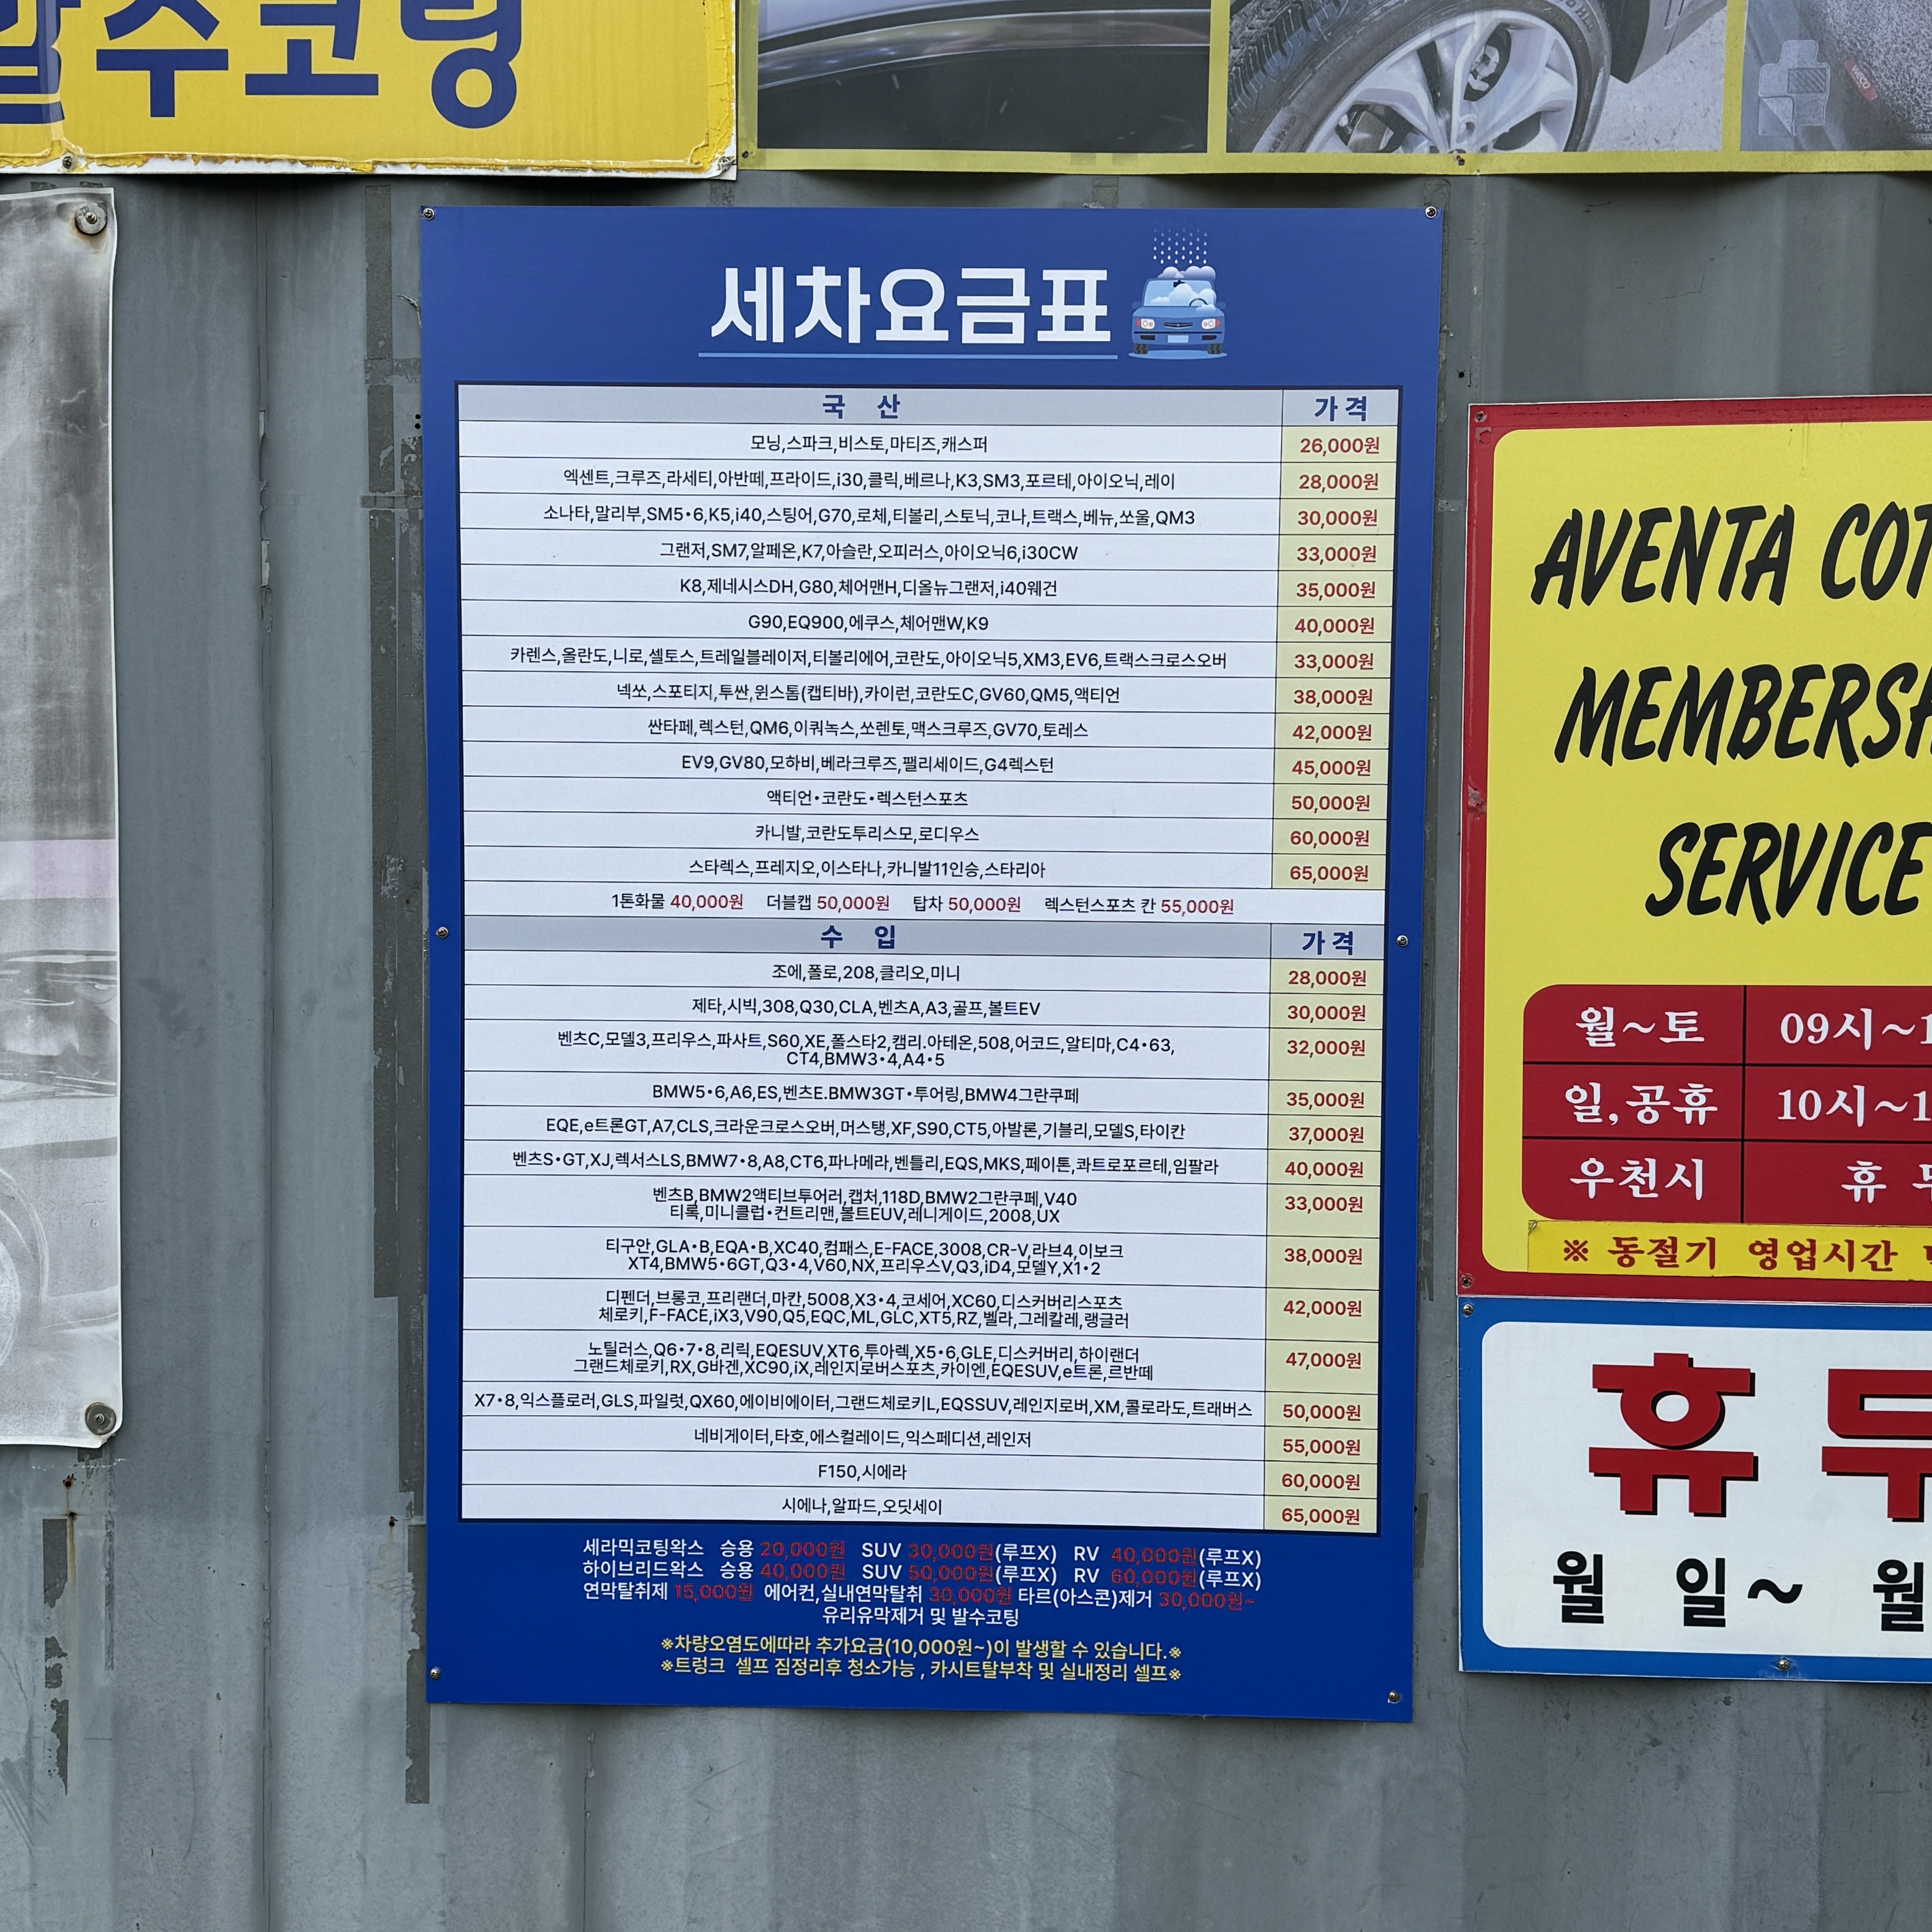 발수코팅
세차요금표
국 산 가 격
모닝,스파크,비스토,마티즈,캐스퍼 26,000원
엑센트,크루즈,라세티,아반떼,프라이드,i30,클릭,베르나,K3,SM3,포르테,아이오닉,레이 28,000원
소나타,말리부,SM5•6,K5,i40,스팅어,G70,로체,티볼리,스토닉,코나,트랙스,베뉴,쏘울,QM3 30,000원
그랜저,SM7,알페온,K7,아슬란,오피러스,아이오닉6,i30CW 33,000원
K8,제네시스DH,G80,체어맨H,디올뉴그랜저,i40웨건 35,000원
G90,EQ900,에쿠스,체어맨W,K9 40,000원
카렌스,올란도,니로,셀토스,트레일블레이저,티볼리에어,코란도,아이오닉5,XM3,EV6,트랙스크로스오버 33,000원
넥쏘,스포티지,투싼,윈스톰(캡티바),카이런,코란도C,GV60,QM5,액티언 38,000원
싼타페,렉스턴,QM6,이쿼녹스,쏘렌토,맥스크루즈,GV70,토레스 42,000원
EV9,GV80,모하비,베라크루즈,팰리세이드,G4렉스턴 45,000원
액티언•코란도•렉스턴스포츠 50,000원
카니발,코란도투리스모,로디우스 60,000원
스타렉스,프레지오,이스타나,카니발11인승,스타리아 65,000원
1톤화물 40,000원 더블캡 50,000원 탑차 50,000원 렉스턴스포츠 칸 55,000원
수 입 가 격
조에,폴로,208,클리오,미니 28,000원
제타,시빅,308,Q30,CLA,벤츠A,A3,골프,볼트EV 30,000원
벤츠C,모델3,프리우스,파사트,S60,XE,폴스타2,캠리.아테온,508,어코드,알티마,C4•63, 32,000원
CT4,BMW3•4,A4•5
BMW5•6,A6,ES,벤츠E.BMW3GT•투어링,BMW4그란쿠페 35,000원
EQE,e트론GT,A7,CLS,크라운크로스오버,머스탱,XF,S90,CT5,아발론,기블리,모델S,타이칸 37,000원
벤츠S•GT,XJ,렉서스LS,BMW7•8,A8,CT6,파나메라,벤틀리,EQS,MKS,페이톤,콰트로포르테,임팔라 40,000원
벤츠B,BMW2액티브투어러,캡처,118D,BMW2그란쿠페,V40 33,000원
티록,미니클럽•컨트리맨,볼트EUV,레니게이드,2008,UX
티구안,GLA•B,EQA•B,XC40,컴패스,E-FACE,3008,CR-V,라브4,이보크 38,000원
XT4,BMW5•6GT,Q3•4,V60,NX,프리우스V,Q3,iD4,모델Y,X1•2
디펜더,브롱코,프리랜더,마칸,5008,X3•4,코세어,XC60,디스커버리스포츠 42,000원
체로키,F-FACE,iX3,V90,Q5,EQC,ML,GLC,XT5,RZ,벨라,그레칼레,랭글러
노틸러스,Q6•7•8,리릭,EQESUV,XT6,투아렉,X5•6,GLE,디스커버리,하이랜더 47,000원
그랜드체로키,RX,G바겐,XC90,iX,레인지로버스포츠,카이엔,EQESUV,e트론,르반떼
X7•8,익스플로러,GLS,파일럿,QX60,에이비에이터,그랜드체로키L,EQSSUV,레인지로버,XM,콜로라도,트래버스 50,000원
네비게이터,타호,에스컬레이드,익스페디션,레인저 55,000원
F150,시에라 60,000원
시에나,알파드,오딧세이 65,000원
세라믹코팅왁스 승용 20,000원 SUV 30,000원(루프X) RV 40,000원(루프X)
하이브리드왁스 승용 40,000원 SUV 50,000원(루프X) RV 60,000원(루프X)
연막탈취제 15,000원 에어컨,실내연막탈취 30,000원 타르(아스콘)제거 30,000원~
유리유막제거 및 발수코팅
※차량오염도에따라 추가요금(10,000원~)이 발생할 수 있습니다.※
※트렁크 셀프 짐정리후 청소가능 , 카시트탈부착 및 실내정리 셀프※
AVENTA
MEMBERSH
SERVICE
월~토 09시~1
일,공휴 10시~1
우천시 휴
※ 동절기 영업시간
휴
월 일~ 월